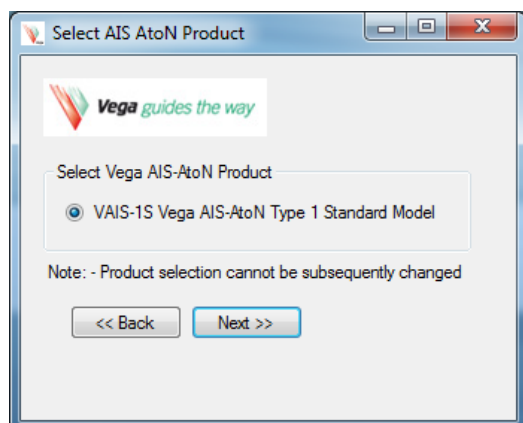 Select AIS AtoN Product
Vega guides the way
Select Vega AIS-AtoN Product
VAIS-1S Vega AIS-AtoN Type 1 Standard Model
Note: - Product selection cannot be subsequently changed
<< Back
Next >>